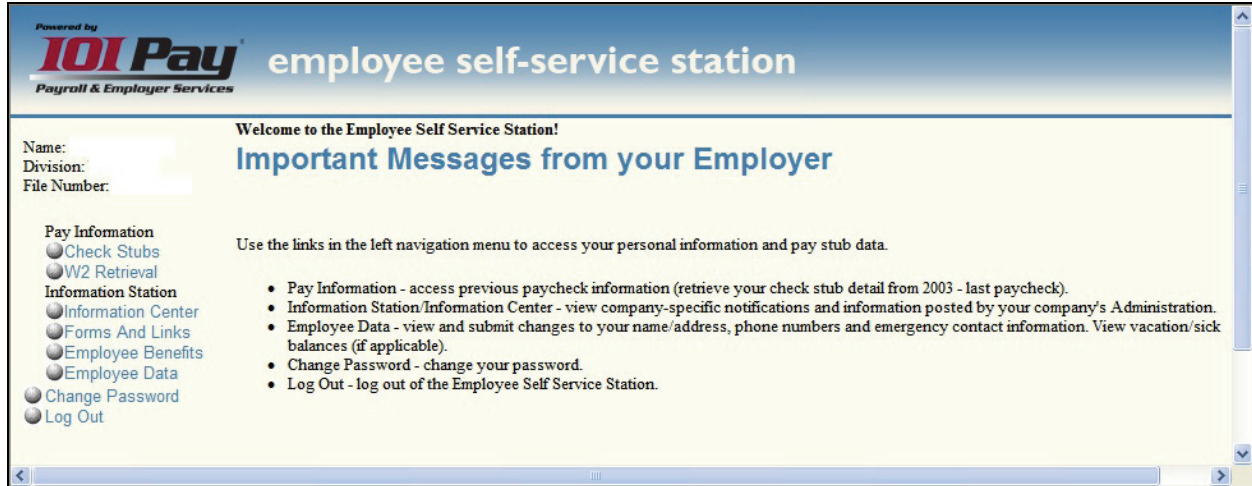 Powered by
101 Pay
Payroll & Employer Services
employee self-service station
Name:
Division:
File Number:
Pay Information
Check Stubs
W2 Retrieval
Information Station
Information Center
Forms And Links
Employee Benefits
Employee Data
Change Password
Log Out
Welcome to the Employee Self Service Station!
Important Messages from your Employer
Use the links in the left navigation menu to access your personal information and pay stub data.
• Pay Information - access previous paycheck information (retrieve your check stub detail from 2003 - last paycheck).
• Information Station/Information Center - view company-specific notifications and information posted by your company's Administration.
• Employee Data - view and submit changes to your name/address, phone numbers and emergency contact information. View vacation/sick
balances (if applicable).
• Change Password - change your password.
• Log Out - log out of the Employee Self Service Station.